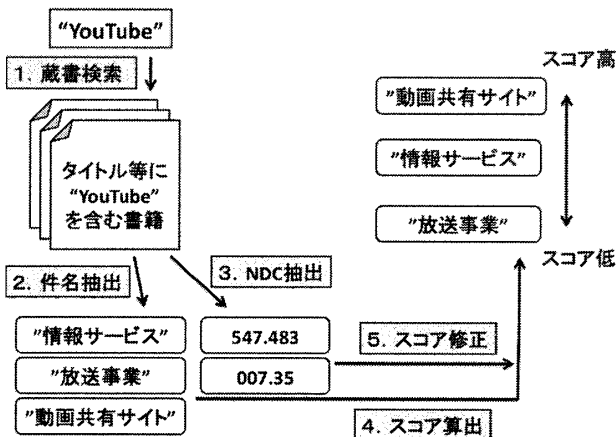 “YouTube”
1. 蔵書検索
タイトル等に
“YouTube”
を含む書籍
2. 件名抽出
3. NDC抽出
”情報サービス”
”放送事業”
”動画共有サイト”
547.483
007.35
5. スコア修正
4. スコア算出
スコア高
”動画共有サイト”
”情報サービス”
”放送事業”
スコア低